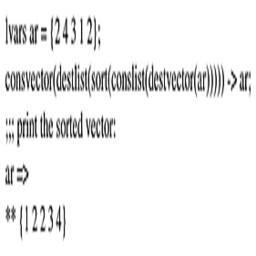 lvars ar = {2 4 3 1 2};
consvector(destlist(sort(conslist(destvector(ar))))) -> ar;
;;; print the sorted vector:
ar =>
** {1 2 2 3 4}